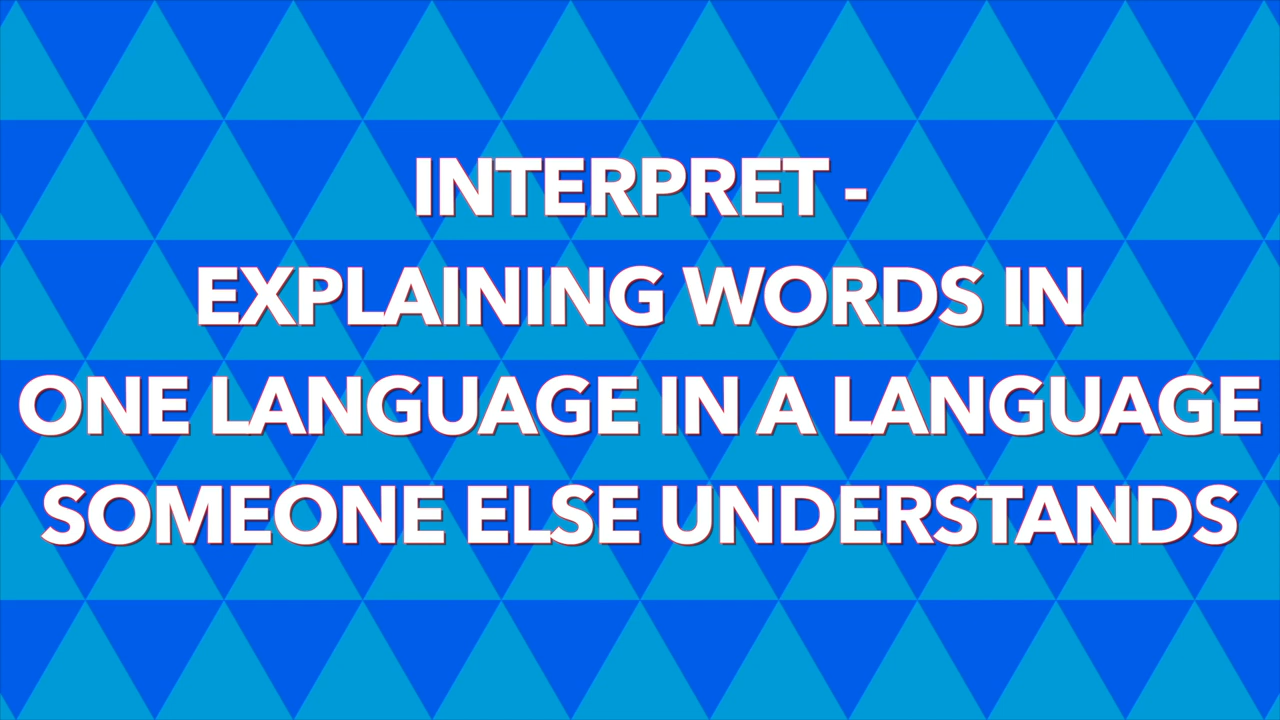 INTERPRET -
EXPLAINING WORDS IN
ONE LANGUAGE IN A LANGUAGE
SOMEONE ELSE UNDERSTANDS